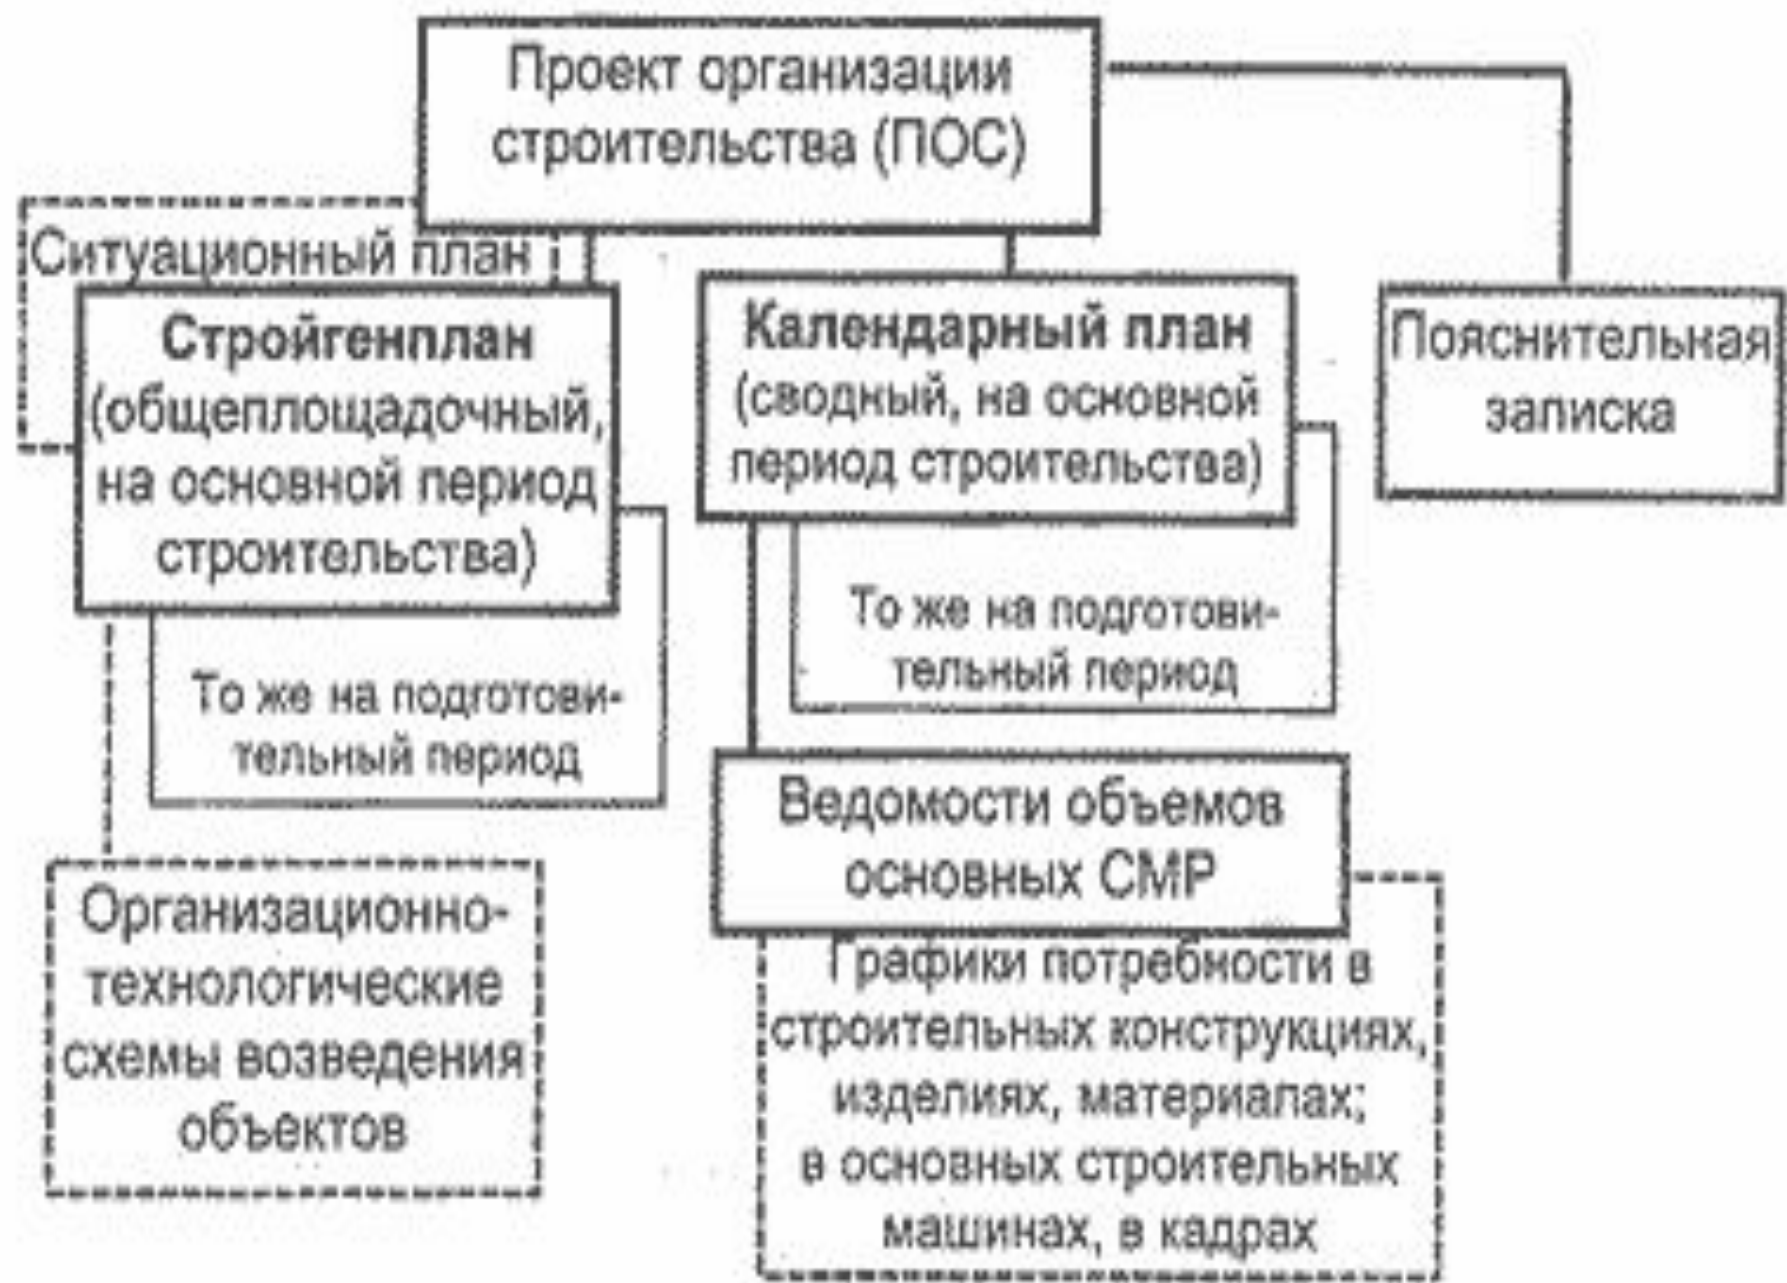 Проект организации
строительства (ПОС)
Ситуационный план
Стройгенплан
(общеплощадочный,
на основной период
строительства)
То же на подготови-
тельный период
Организационно-
технологические
схемы возведения
объектов
Календарный план
(сводный, на основной
период строительства)
То же на подготови-
тельный период
Ведомости объемов
основных СМР
Графики потребности в
строительных конструкциях,
изделиях, материалах;
в основных строительных
машинах, в кадрах
Пояснительная
записка